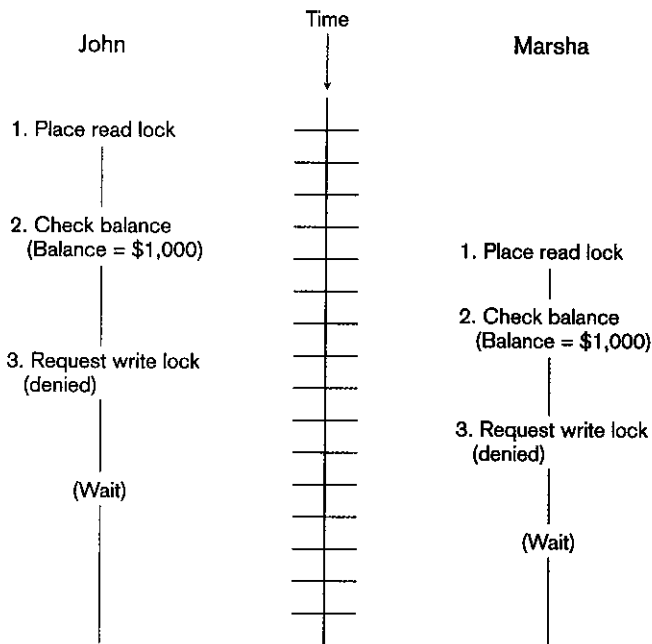 Time
John
Marsha
1. Place read lock
2. Check balance
(Balance = $1,000)
3. Request write lock
(denied)
(Wait)
1. Place read lock
2. Check balance
(Balance = $1,000)
3. Request write lock
(denied)
(Wait)